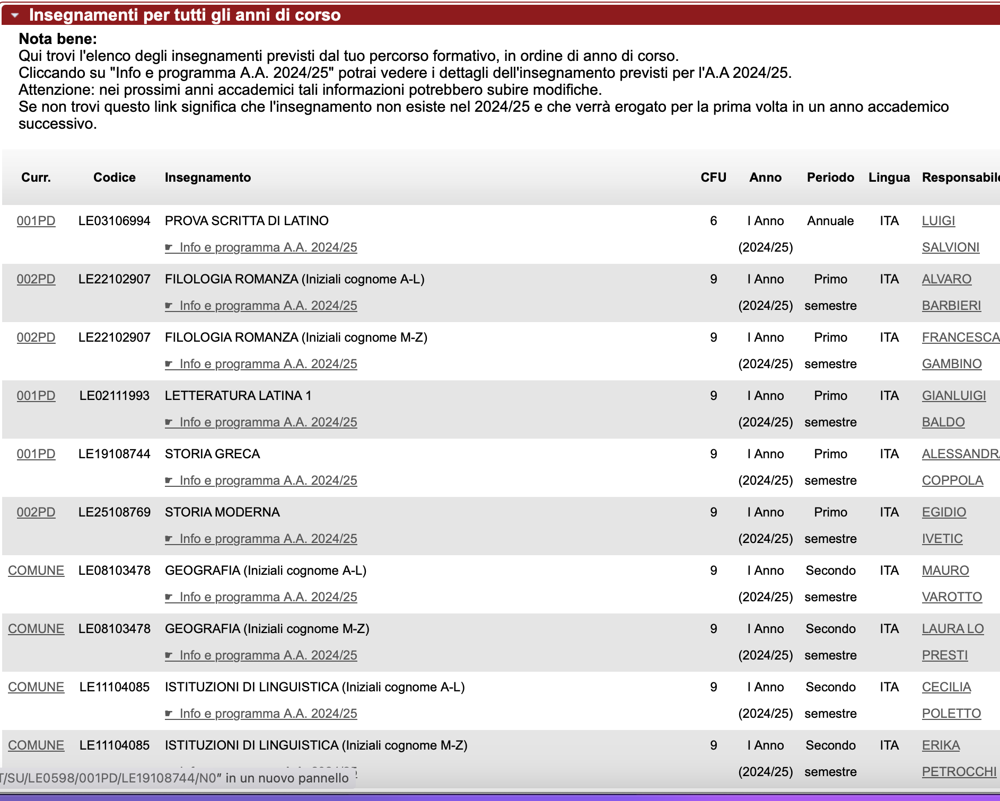 Insegnamenti per tutti gli anni di corso
Nota bene:
Qui trovi l'elenco degli insegnamenti previsti dal tuo percorso formativo, in ordine di anno di corso.
Cliccando su "Info e programma A.A. 2024/25" potrai vedere i dettagli dell'insegnamento previsti per l'A.A 2024/25.
Attenzione: nei prossimi anni accademici tali informazioni potrebbero subire modifiche.
Se non trovi questo link significa che l'insegnamento non esiste nel 2024/25 e che verrà erogato per la prima volta in un anno accademico
successivo.
Curr. Codice Insegnamento CFU Anno Periodo Lingua Responsabile
001PD LE03106994 PROVA SCRITTA DI LATINO 6 I Anno Annuale ITA LUIGI
Info e programma A.A. 2024/25 (2024/25) SALVIONI
002PD LE22102907 FILOLOGIA ROMANZA (Iniziali cognome A-L) 9 I Anno Primo ITA ALVARO
Info e programma A.A. 2024/25 (2024/25) semestre BARBIERI
002PD LE22102907 FILOLOGIA ROMANZA (Iniziali cognome M-Z) 9 I Anno Primo ITA FRANCESCA
Info e programma A.A. 2024/25 (2024/25) semestre GAMBINO
001PD LE02111993 LETTERATURA LATINA 1 9 I Anno Primo ITA GIANLUIGI
Info e programma A.A. 2024/25 (2024/25) semestre BALDO
001PD LE19108744 STORIA GRECA 9 I Anno Primo ITA ALESSANDRA
Info e programma A.A. 2024/25 (2024/25) semestre COPPOLA
002PD LE25108769 STORIA MODERNA 9 I Anno Primo ITA EGIDIO
Info e programma A.A. 2024/25 (2024/25) semestre IVETIC
COMUNE LE08103478 GEOGRAFIA (Iniziali cognome A-L) 9 I Anno Secondo ITA MAURO
Info e programma A.A. 2024/25 (2024/25) semestre VAROTTO
COMUNE LE08103478 GEOGRAFIA (Iniziali cognome M-Z) 9 I Anno Secondo ITA LAURA LO
Info e programma A.A. 2024/25 (2024/25) semestre PRESTI
COMUNE LE11104085 ISTITUZIONI DI LINGUISTICA (Iniziali cognome A-L) 9 I Anno Secondo ITA CECILIA
Info e programma A.A. 2024/25 (2024/25) semestre POLETTO
COMUNE LE11104085 ISTITUZIONI DI LINGUISTICA (Iniziali cognome M-Z) 9 I Anno Secondo ITA ERIKA
(2024/25) semestre PETROCCHI
T/SU/LE0598/001PD/LE19108744/N0” in un nuovo pannello